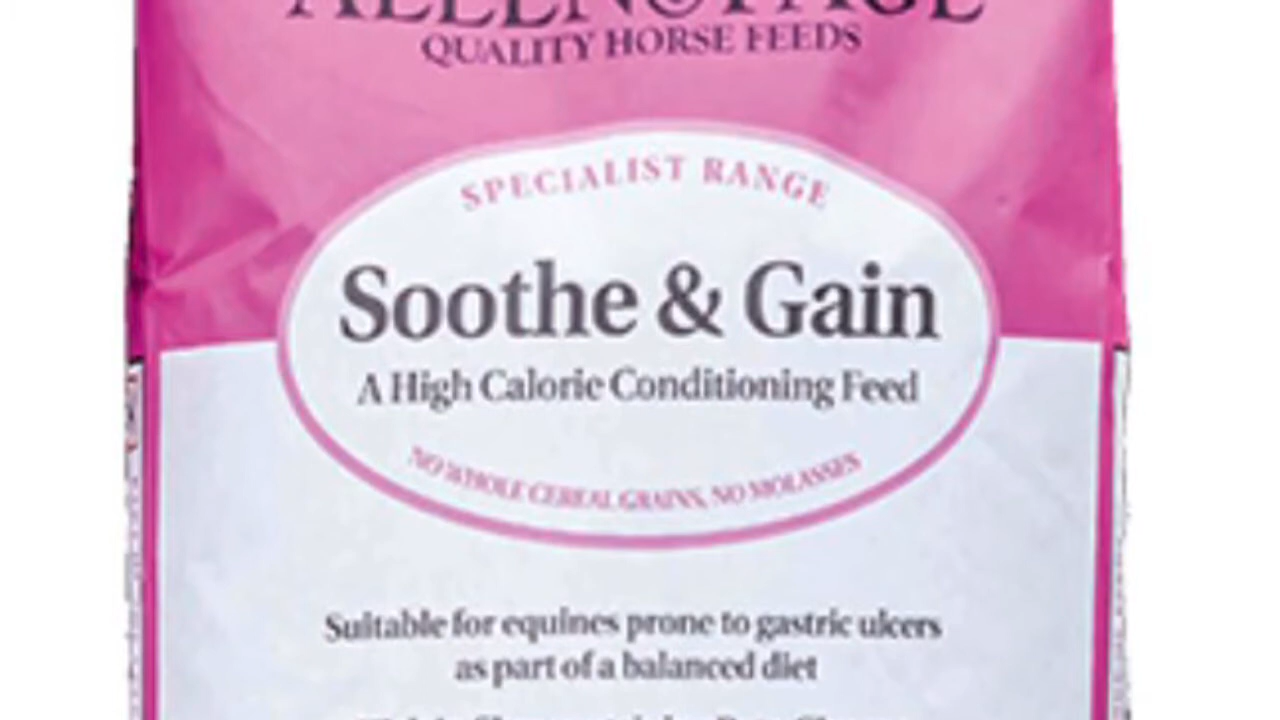 QUALITY HORSE FEEDS
SPECIALIST RANGE
Soothe & Gain
A High Calorie Conditioning Feed
NO WHOLE CEREAL GRAINS, NO MOLASSES
Suitable for equines prone to gastric ulcers
as part of a balanced diet